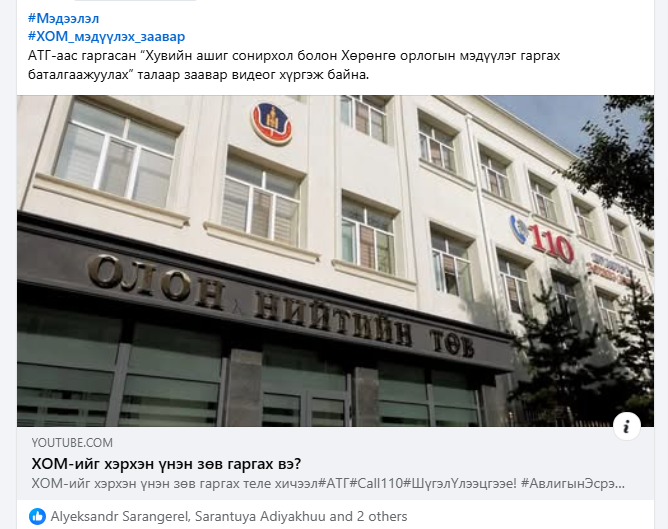 #Мэдээлэл
#ХОМ_мэдүүлэх_заавар
АТГ-аас гаргасан “Хувийн ашиг сонирхол болон Хөрөнгө орлогын мэдүүлэг гаргах
баталгаажуулах” талаар заавар видеог хүргэж байна.
110
ОЛОН НИЙТИЙН ТӨВ
YOUTUBE.COM
ХОМ-ийг хэрхэн үнэн зөв гаргах вэ?
ХОМ-ийг хэрхэн үнэн зөв гаргах теле хичээл#АТГ#Call110#ШүгэлҮлээцгээе! #АвлигынЭсрэ...
Alyeksandr Sarangerel, Sarantuya Adiyakhuu and 2 others